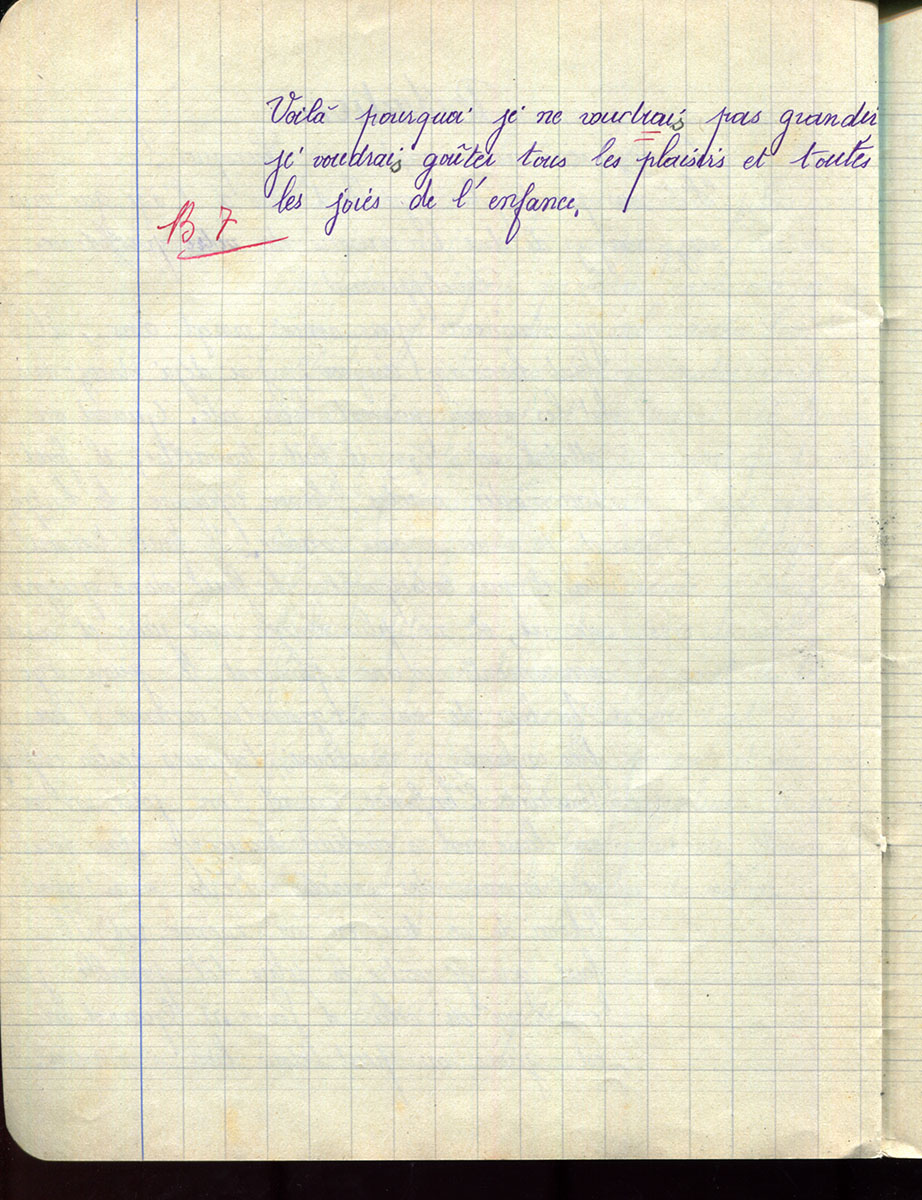 Voilà pourquoi je ne voudrais pas grandir
je voudrais goûter tous les plaisirs et toutes
les joies de l'enfance.
B 7